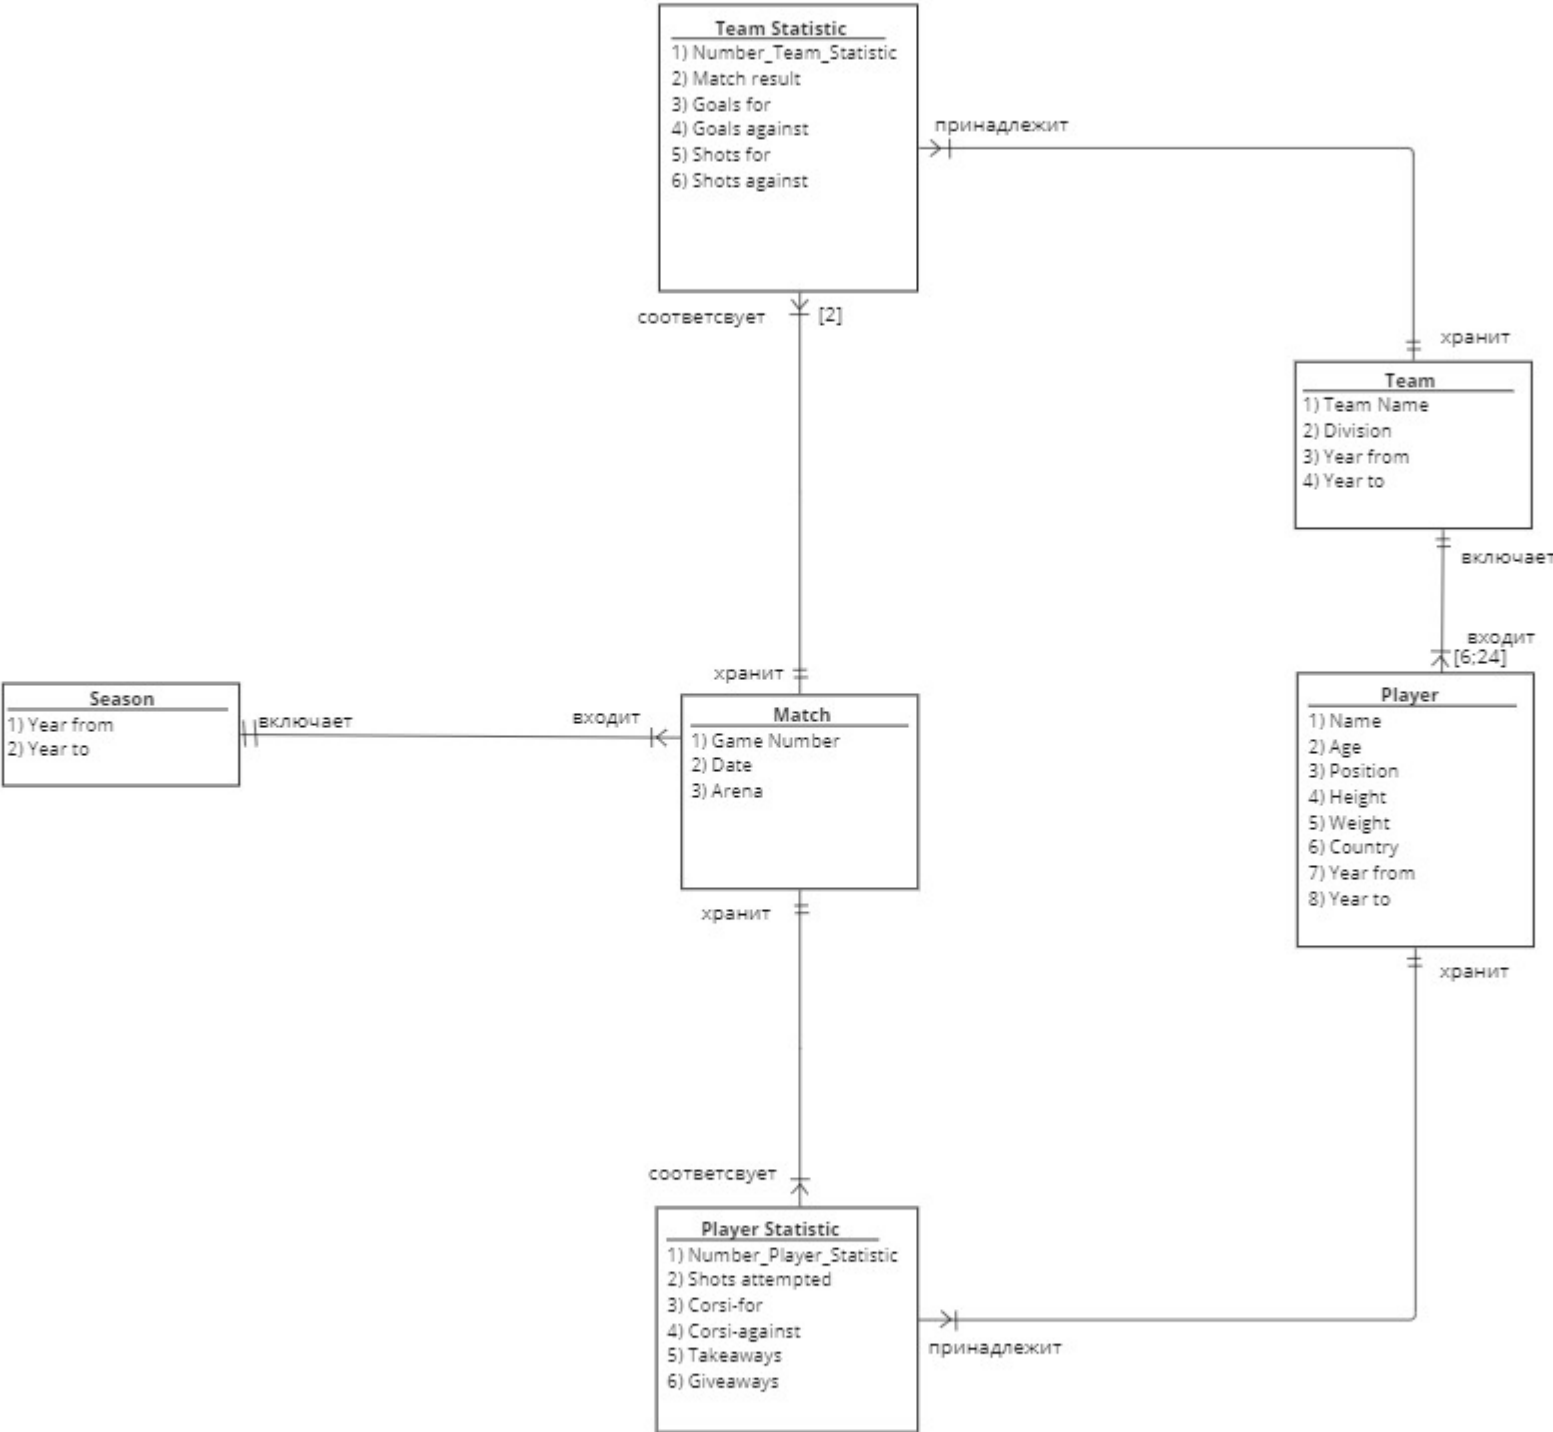 Team Statistic
1) Number_Team_Statistic
2) Match result
3) Goals for
4) Goals against
5) Shots for
6) Shots against
принадлежит
соответсвует
[2]
хранит
Team
1) Team Name
2) Division
3) Year from
4) Year to
включает
входит
[6;24]
хранит
Season
1) Year from
2) Year to
включает
входит
Match
1) Game Number
2) Date
3) Arena
хранит
Player
1) Name
2) Age
3) Position
4) Height
5) Weight
6) Country
7) Year from
8) Year to
хранит
соответсвует
Player Statistic
1) Number_Player_Statistic
2) Shots attempted
3) Corsi-for
4) Corsi-against
5) Takeaways
6) Giveaways
принадлежит